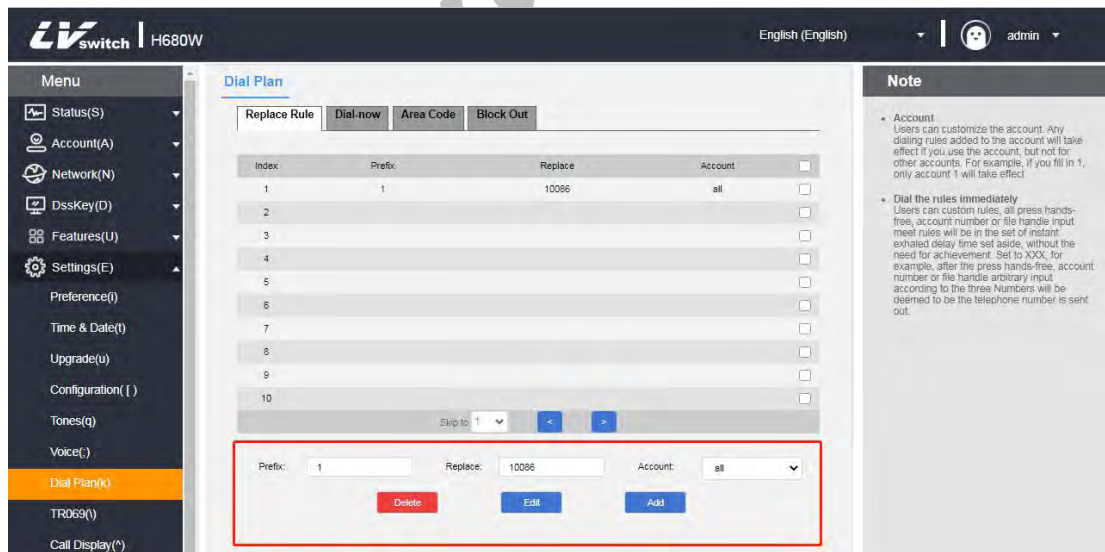 LVswitch H680W
English (English)
admin
Menu
Status(S)
Account(A)
Network(N)
DssKey(D)
Features(U)
Settings(E)
Preference(i)
Time & Date(t)
Upgrade(u)
Configuration( [ )
Tones(q)
Voice(;)
Dial Plan(k)
TR069(\)
Call Display(^)
Dial Plan
Replace Rule Dial-now Area Code Block Out
Index Prefix Replace Account
1 1 10086 all
2
3
4
5
6
7
8
9
10
Skip to 1 < >
Prefix: 1 Replace: 10086 Account: all
Delete Edit Add
Note
Account
Users can customize the account. Any
dialing rules added to the account will take
effect if you use the account, but not for
other accounts. For example, if you fill in 1,
only account 1 will take effect
Dial the rules immediately
Users can custom rules, all press hands-
free, account number or file handle input
meet rules will be in the set of instant
exhaled delay time set aside, without the
need for achievement. Set to XXX, for
example, after the press hands-free, account
number or file handle arbitrary input
according to the three Numbers will be
deemed to be the telephone number is sent
out.